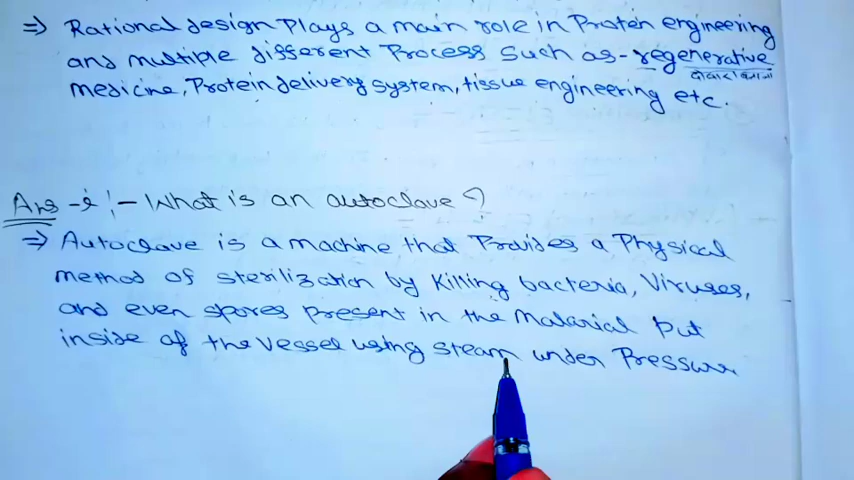 ⇒ Rational design Plays a main role in Protein engineering
and multiple different Process such as - regenerative
medicine, Protein delivery system, tissue engineering etc.
Ans - i :- What is an autoclave?
⇒ Autoclave is a machine that Provides a Physical
method of sterilization by killing bacteria, Viruses,
and even spores present in the Matarial put
inside of the vessel using steam under Pressure